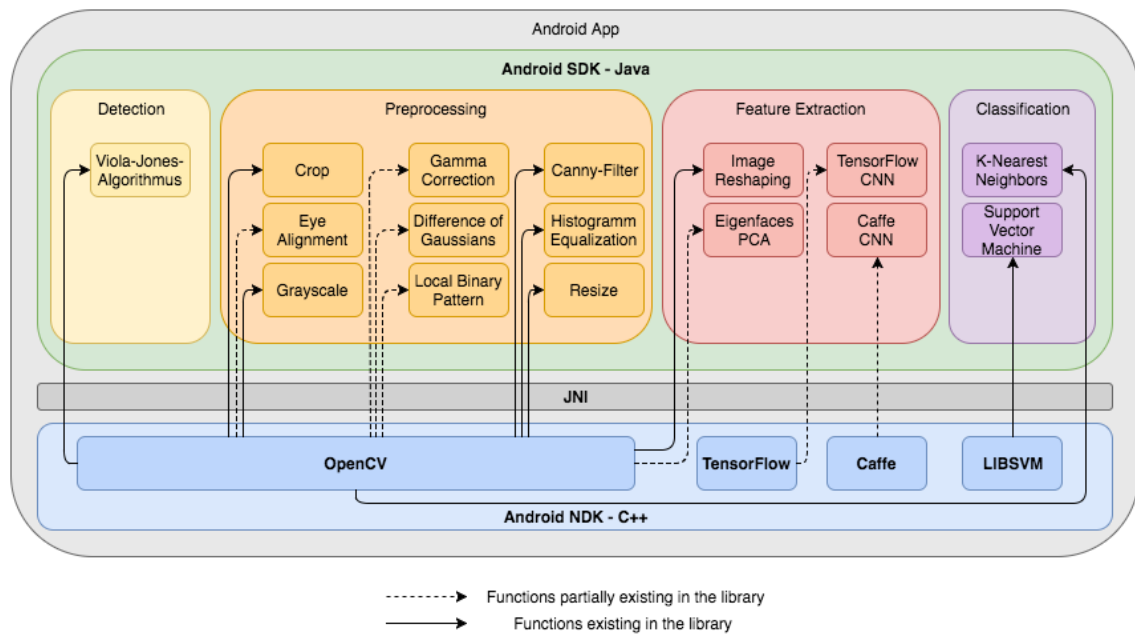 Android App
Android SDK - Java
Detection
Viola-Jones-
Algorithmus
Preprocessing
Crop
Eye
Alignment
Grayscale
Gamma
Correction
Difference of
Gaussians
Local Binary
Pattern
Canny-Filter
Histogramm
Equalization
Resize
Feature Extraction
Image
Reshaping
Eigenfaces
PCA
TensorFlow
CNN
Caffe
CNN
Classification
K-Nearest
Neighbors
Support
Vector
Machine
JNI
OpenCV
TensorFlow
Caffe
LIBSVM
Android NDK - C++
Functions partially existing in the library
Functions existing in the library